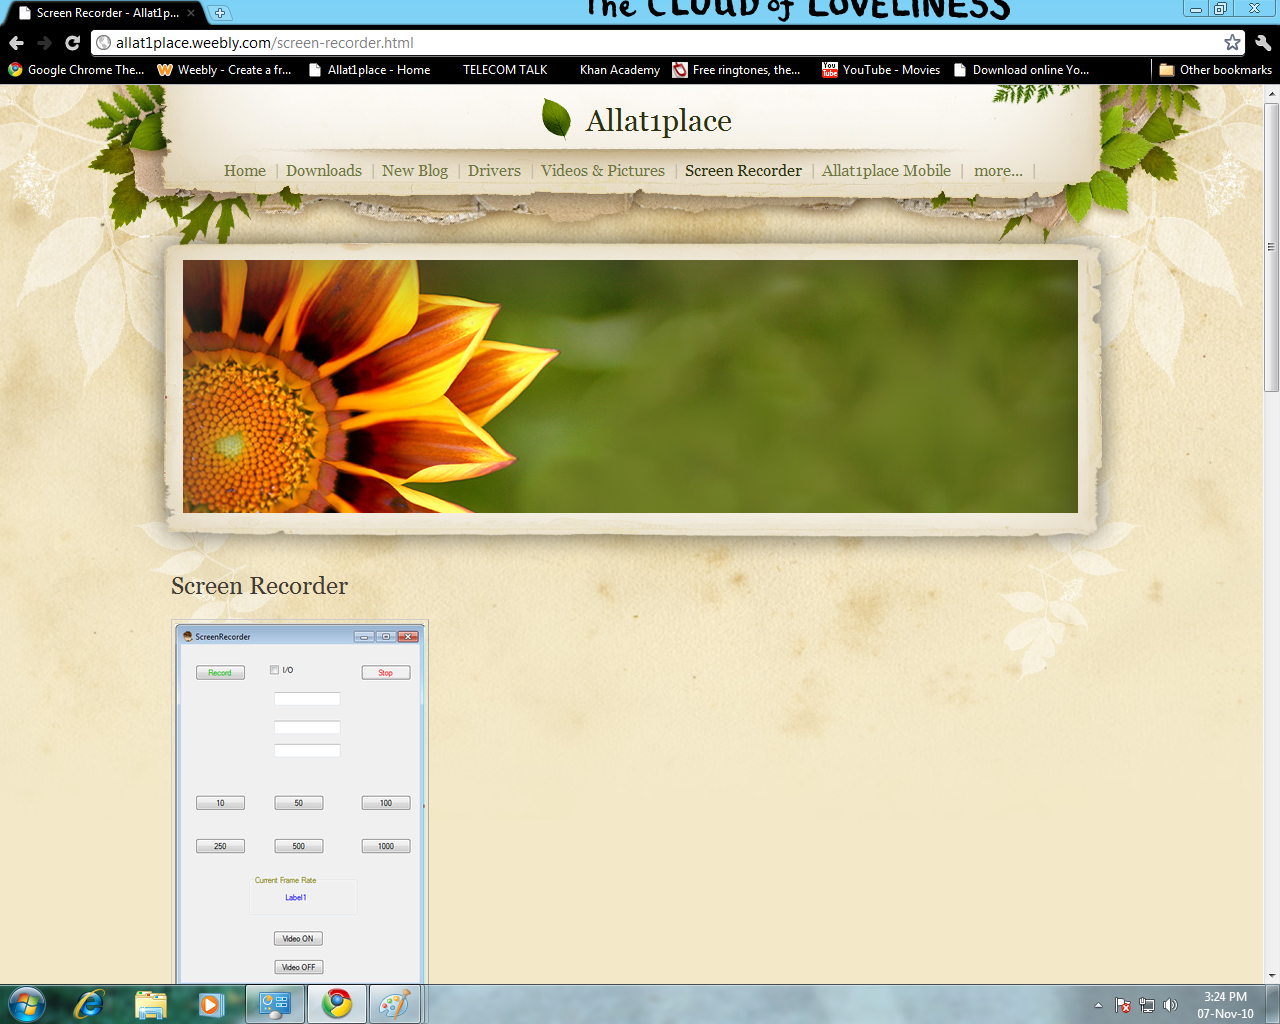 The CLOUD of LOVELINESS
Screen Recorder - Allat1p...
allat1place.weebly.com/screen-recorder.html
Google Chrome The... Weebly - Create a fr... Allat1place - Home TELECOM TALK Khan Academy Free ringtones, the... YouTube - Movies Download online Yo... Other bookmarks
Allat1place
Home | Downloads | New Blog | Drivers | Videos & Pictures | Screen Recorder | Allat1place Mobile | more... |
Screen Recorder
ScreenRecorder
Record I/O Stop
10 50 100
250 500 1000
Current Frame Rate
Label1
Video ON
Video OFF
3:24 PM
07-Nov-10